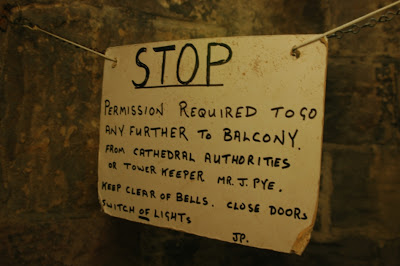 STOP
PERMISSION REQUIRED TO GO
ANY FURTHER TO BALCONY.
FROM CATHEDRAL AUTHORITIES
OR TOWER KEEPER MR. J. PYE.
KEEP CLEAR OF BELLS. CLOSE DOORS
SWITCH OF LIGHTS
JP.